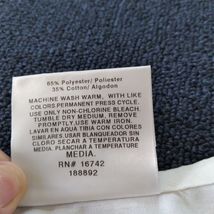 65% Polyester/ Poliester
35% Cotton/ Algodon
MACHINE WASH WARM, WITH LIKE
COLORS,PERMANENT PRESS CYCLE.
USE ONLY NON-CHLORINE BLEACH.
TUMBLE DRY MEDIUM, REMOVE
PROMPTLY. USE WARM IRON.
LAVAR EN AQUA TIBIA CON COLORES
SIMILARES. USAR BLANQUEADOR SIN
CLORO SECAR A TEMPERATURA
MEDIA. PLANCHAR A TEMPERATURA
MEDIA.
RN# 16742
188892